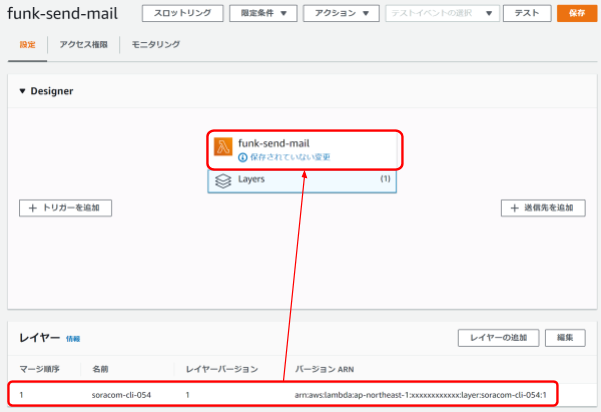 funk-send-mail スロットリング 限定条件 ▼ アクション ▼ テストイベントの選択 ▼ テスト 保存
設定 アクセス権限 モニタリング
▼ Designer
funk-send-mail
保存されていない変更
Layers (1)
+ トリガーを追加 + 送信先を追加
レイヤー 情報 レイヤーの追加 編集
マージ順序 名前 レイヤーバージョン バージョン ARN
1 soracom-cli-054 1 arn:aws:lambda:ap-northeast-1:xxxxxxxxxxxx:layer:soracom-cli-054:1